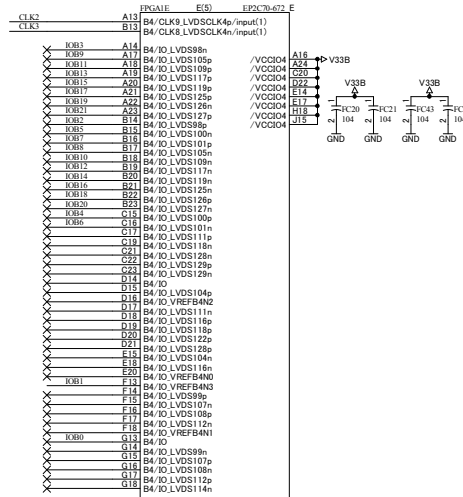 FPGA1E E(5) EP2C70-672 E
CLK2 A13 B4/CLK9_LVDSCLK4p/input(1)
CLK3 B13 B4/CLK8_LVDSCLK4n/input(1)
IOB3 A14 B4/IO_LVDS98n
IOB9 A17 B4/IO_LVDS105p
IOB11 A18 B4/IO_LVDS109p
IOB13 A19 B4/IO_LVDS117p
IOB15 A20 B4/IO_LVDS119p
IOB17 A21 B4/IO_LVDS125p
IOB19 A22 B4/IO_LVDS126n
IOB21 A23 B4/IO_LVDS127p
IOB2 B14 B4/IO_LVDS98p
IOB5 B15 B4/IO_LVDS100n
IOB7 B16 B4/IO_LVDS101p
IOB8 B17 B4/IO_LVDS105n
IOB10 B18 B4/IO_LVDS109n
IOB12 B19 B4/IO_LVDS117n
IOB14 B20 B4/IO_LVDS119n
IOB16 B21 B4/IO_LVDS125n
IOB18 B22 B4/IO_LVDS126p
IOB20 B23 B4/IO_LVDS127n
IOB4 C15 B4/IO_LVDS100p
IOB6 C16 B4/IO_LVDS101n
C17 B4/IO_LVDS111p
C19 B4/IO_LVDS118n
C21 B4/IO_LVDS128n
C22 B4/IO_LVDS129p
C23 B4/IO_LVDS129n
D14 B4/IO
D15 B4/IO_LVDS104p
D16 B4/IO_VREFB4N2
D17 B4/IO_LVDS111n
D18 B4/IO_LVDS116p
D19 B4/IO_LVDS118p
D20 B4/IO_LVDS122p
D21 B4/IO_LVDS128p
E15 B4/IO_LVDS104n
E18 B4/IO_LVDS116n
E20 B4/IO_VREFB4N0
IOB1 F13 B4/IO_VREFB4N3
F14 B4/IO_LVDS99p
F15 B4/IO_LVDS107n
F16 B4/IO_LVDS108p
F17 B4/IO_LVDS112n
F18 B4/IO_VREFB4N1
IOB0 G13 B4/IO
G14 B4/IO_LVDS99n
G15 B4/IO_LVDS107p
G16 B4/IO_LVDS108n
G17 B4/IO_LVDS112p
G18 B4/IO_LVDS114n
/VCCIO4 A16 V33B
/VCCIO4 A24
/VCCIO4 C20
/VCCIO4 D22
/VCCIO4 E14
/VCCIO4 E17
/VCCIO4 H18
/VCCIO4 J15
V33B V33B
1 1 1 1
FC20 FC21 FC43 FC
104 104 104 104
2 2 2 2
GND GND GND GND